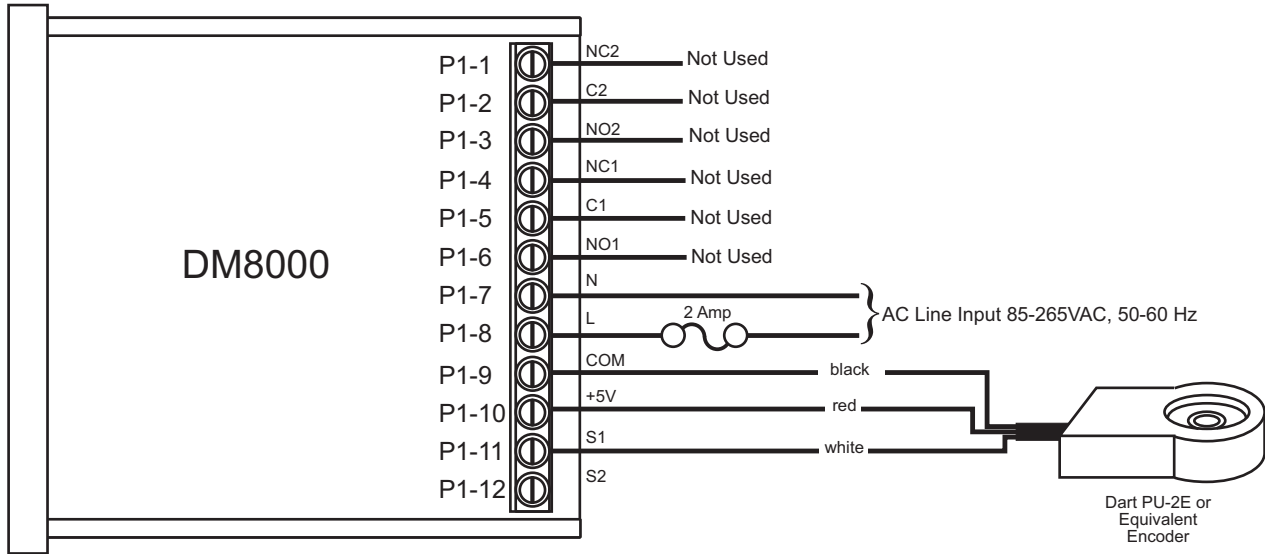 DM8000
P1-1 NC2 Not Used
P1-2 C2 Not Used
P1-3 NO2 Not Used
P1-4 NC1 Not Used
P1-5 C1 Not Used
P1-6 NO1 Not Used
P1-7 N
P1-8 L 2 Amp
AC Line Input 85-265VAC, 50-60 Hz
P1-9 COM black
P1-10 +5V red
P1-11 S1 white
P1-12 S2
Dart PU-2E or
Equivalent
Encoder